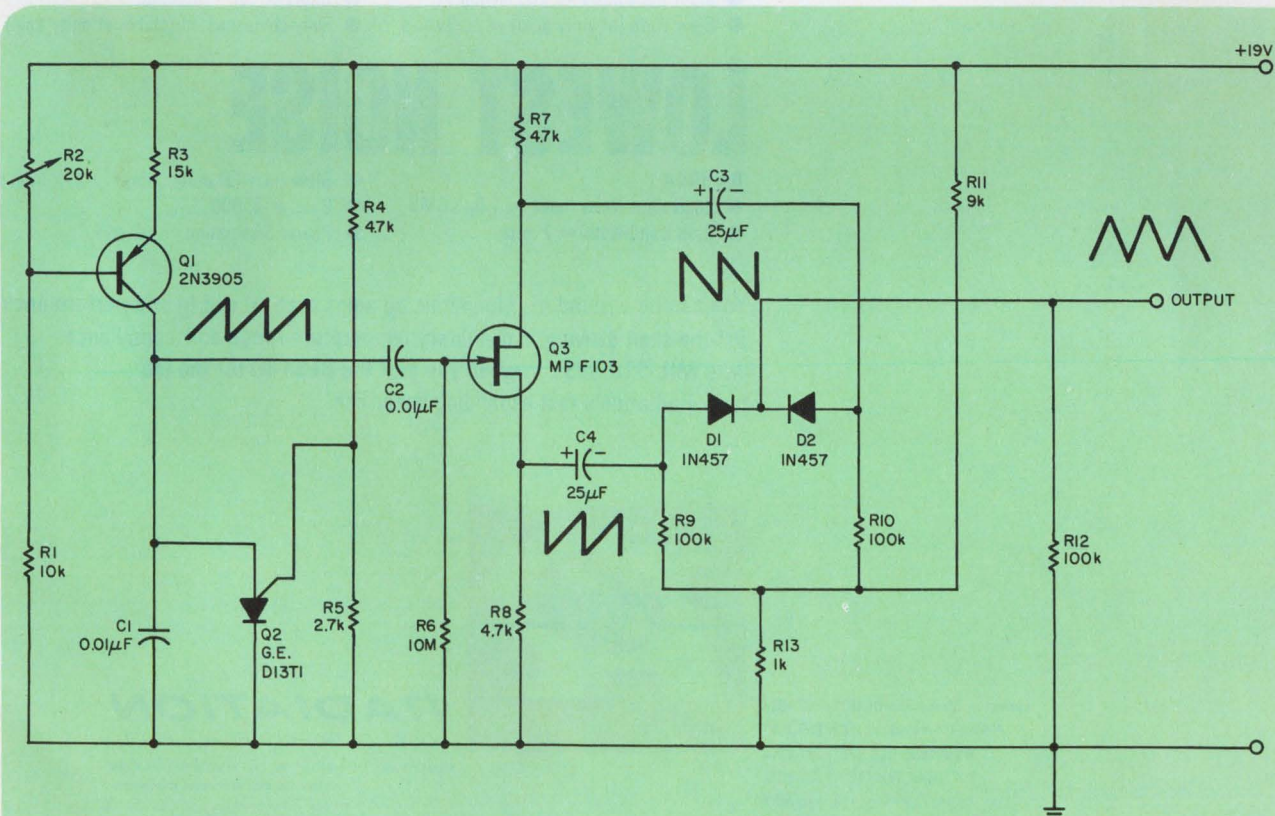 +19V
R2
20k
R3
15k
R4
4.7k
R7
4.7k
C3
+ −
25µF
R11
9k
Q1
2N3905
OUTPUT
Q3
MPF103
C2
0.01µF
D1
1N457
D2
1N457
C4
+ −
25µF
R9
100k
R10
100k
R12
100k
R1
10k
C1
0.01µF
Q2
G.E.
D13T1
R5
2.7k
R6
10M
R8
4.7k
R13
1k